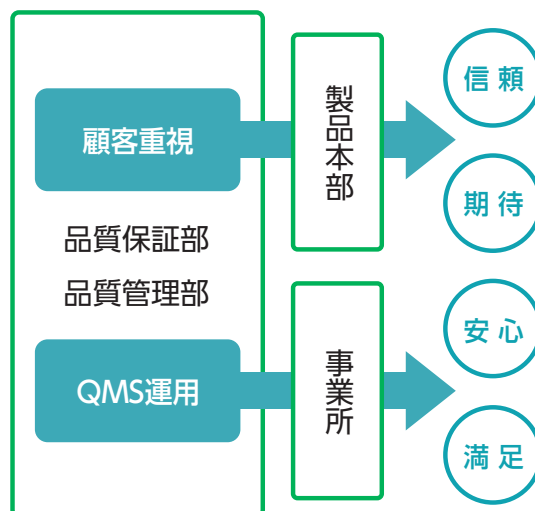 顧客重視
品質保証部
品質管理部
QMS運用
製品本部
事業所
信頼
期待
安心
満足